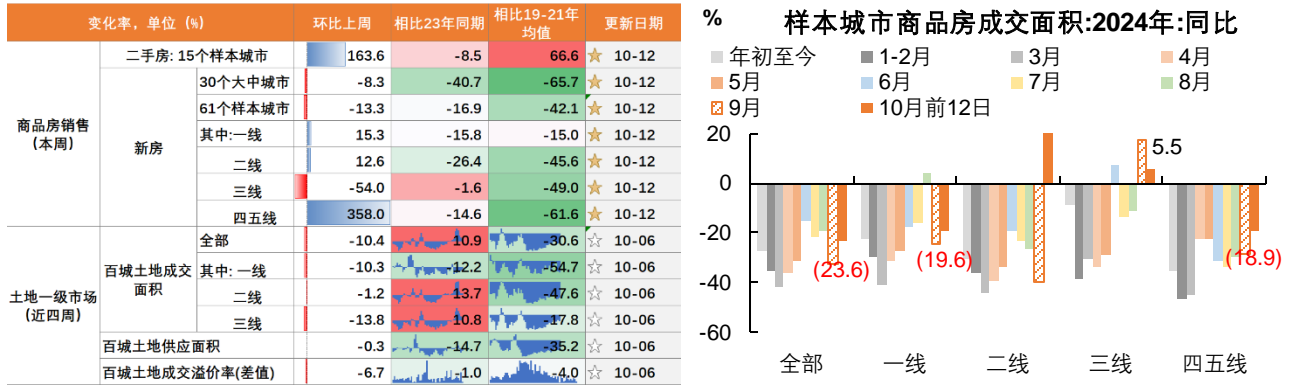 变化率，单位（%） 环比上周 相比23年同期 相比19-21年均值 更新日期
商品房销售（本周） 二手房: 15个样本城市 163.6 -8.5 66.6 10-12
新房 30个大中城市 -8.3 -40.7 -65.7 10-12
61个样本城市 -13.3 -16.9 -42.1 10-12
其中:一线 15.3 -15.8 -15.0 10-12
二线 12.6 -26.4 -45.6 10-12
三线 -54.0 -1.6 -49.0 10-12
四五线 358.0 -14.6 -61.6 10-12
土地一级市场（近四周） 百城土地成交面积 全部 -10.4 10.9 -30.6 10-06
其中: 一线 -10.3 -12.2 -54.7 10-06
二线 -1.2 13.7 -47.6 10-06
三线 -13.8 10.8 -17.8 10-06
百城土地供应面积 -0.3 -14.7 -35.2 10-06
百城土地成交溢价率(差值) -6.7 -1.0 -4.0 10-06
% 样本城市商品房成交面积:2024年:同比
年初至今 1-2月 3月 4月
5月 6月 7月 8月
9月 10月前12日
20
5.5
0
-20
(23.6) (19.6) (18.9)
-40
-60
全部 一线 二线 三线 四五线